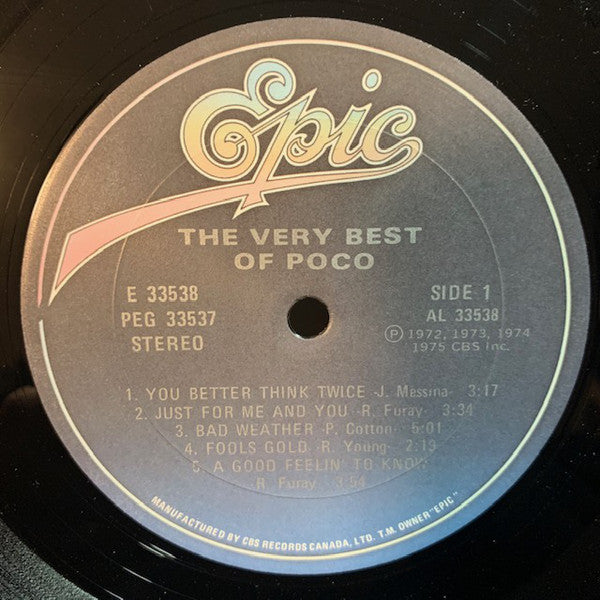 Epic
THE VERY BEST
OF POCO
E 33538
PEG 33537
STEREO
SIDE 1
AL 33538
Ⓟ 1972, 1973, 1974
1975 CBS Inc.
1. YOU BETTER THINK TWICE -J. Messina- 3:17
2. JUST FOR ME AND YOU -R. Furay- 3:34
3. BAD WEATHER -P. Cotton- 5:01
4. FOOLS GOLD -R. Young- 2:19
5. A GOOD FEELIN' TO KNOW
R. Furay- 3:54
MANUFACTURED BY CBS RECORDS CANADA, LTD. T.M. OWNER "EPIC"